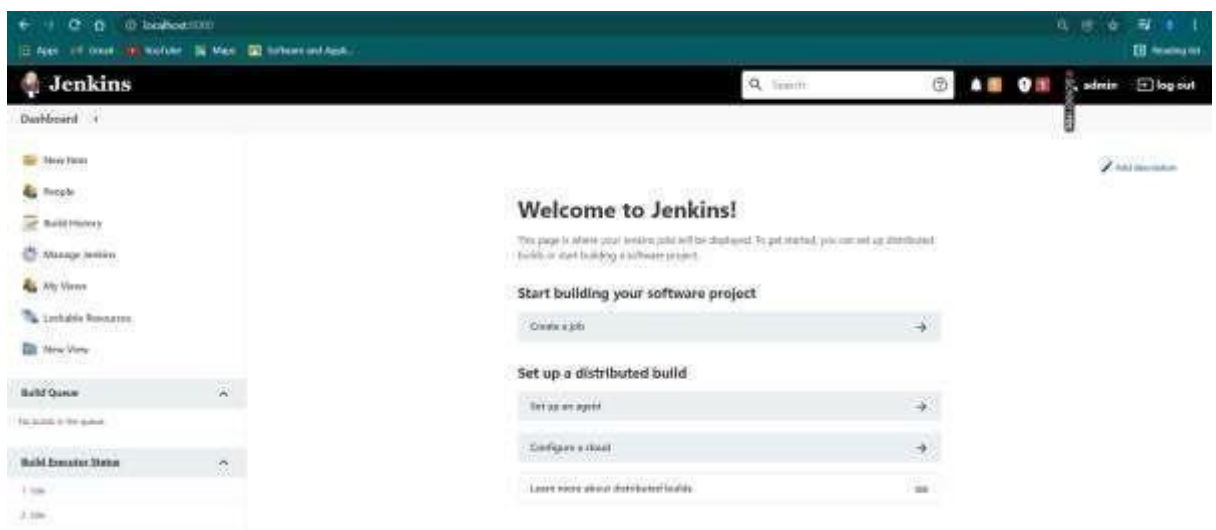 localhost:8080
Apps Gmail YouTube Maps Software and Appli...
Reading list
Jenkins
Search
admin
log out
Dashboard
Add description
New Item
People
Build History
Manage Jenkins
My Views
Lockable Resources
New View
Build Queue
No builds in the queue.
Build Executor Status
1 Idle
2 Idle
Welcome to Jenkins!
This page is where your Jenkins jobs will be displayed. To get started, you can set up distributed
builds or start building a software project.
Start building your software project
Create a job
Set up a distributed build
Set up an agent
Configure a cloud
Learn more about distributed builds